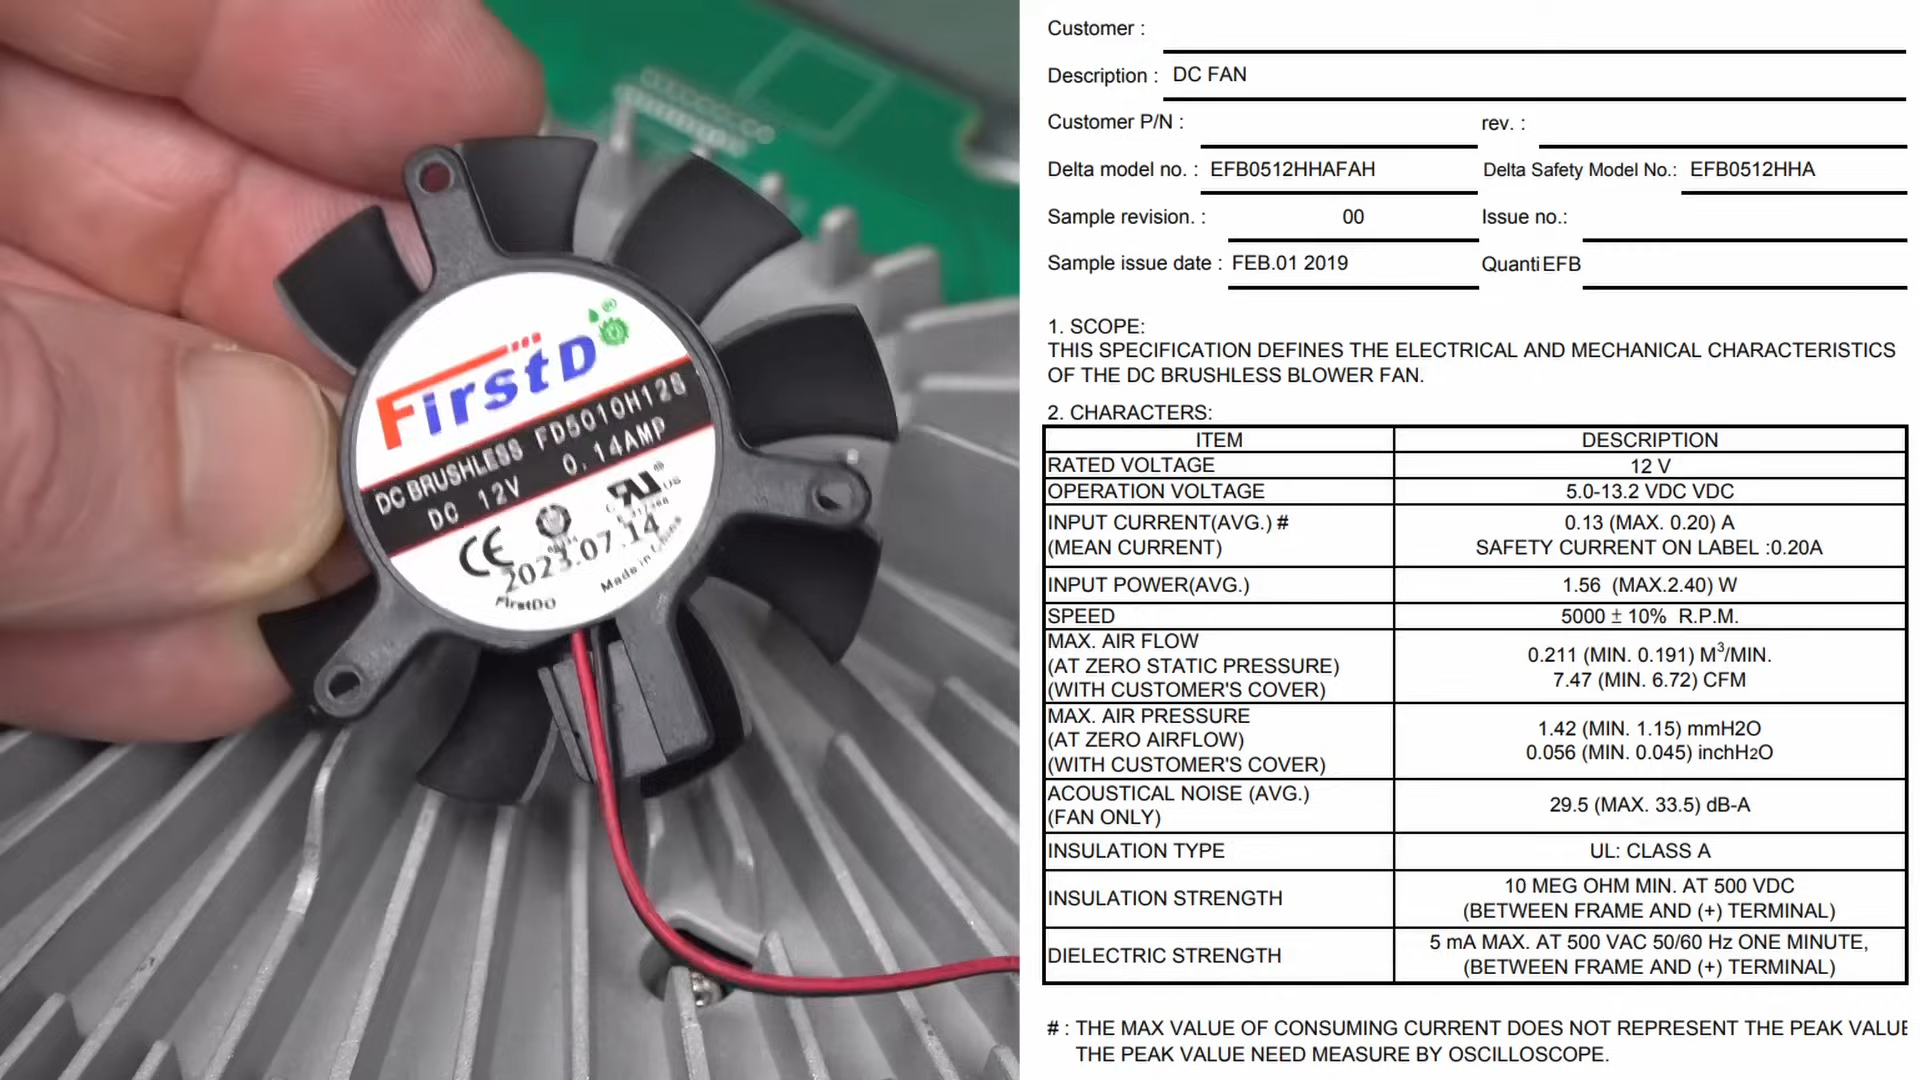 FirstD
DC BRUSHLESS FD5010H12S
DC 12V 0.14AMP
CE
US
2023.07.14
FirstDO
Made in China
Customer :
Description : DC FAN
Customer P/N : rev. :
Delta model no. : EFB0512HHAFAH Delta Safety Model No.: EFB0512HHA
Sample revision. : 00 Issue no.:
Sample issue date : FEB.01 2019 QuantiEFB
1. SCOPE:
THIS SPECIFICATION DEFINES THE ELECTRICAL AND MECHANICAL CHARACTERISTICS
OF THE DC BRUSHLESS BLOWER FAN.
2. CHARACTERS:
ITEM DESCRIPTION
RATED VOLTAGE 12 V
OPERATION VOLTAGE 5.0-13.2 VDC VDC
INPUT CURRENT(AVG.) # 0.13 (MAX. 0.20) A
(MEAN CURRENT) SAFETY CURRENT ON LABEL :0.20A
INPUT POWER(AVG.) 1.56 (MAX.2.40) W
SPEED 5000 ± 10% R.P.M.
MAX. AIR FLOW
(AT ZERO STATIC PRESSURE) 0.211 (MIN. 0.191) M³/MIN.
(WITH CUSTOMER'S COVER) 7.47 (MIN. 6.72) CFM
MAX. AIR PRESSURE
(AT ZERO AIRFLOW) 1.42 (MIN. 1.15) mmH2O
(WITH CUSTOMER'S COVER) 0.056 (MIN. 0.045) inchH2O
ACOUSTICAL NOISE (AVG.)
(FAN ONLY) 29.5 (MAX. 33.5) dB-A
INSULATION TYPE UL: CLASS A
INSULATION STRENGTH 10 MEG OHM MIN. AT 500 VDC
(BETWEEN FRAME AND (+) TERMINAL)
DIELECTRIC STRENGTH 5 mA MAX. AT 500 VAC 50/60 Hz ONE MINUTE,
(BETWEEN FRAME AND (+) TERMINAL)
# : THE MAX VALUE OF CONSUMING CURRENT DOES NOT REPRESENT THE PEAK VALUE
THE PEAK VALUE NEED MEASURE BY OSCILLOSCOPE.